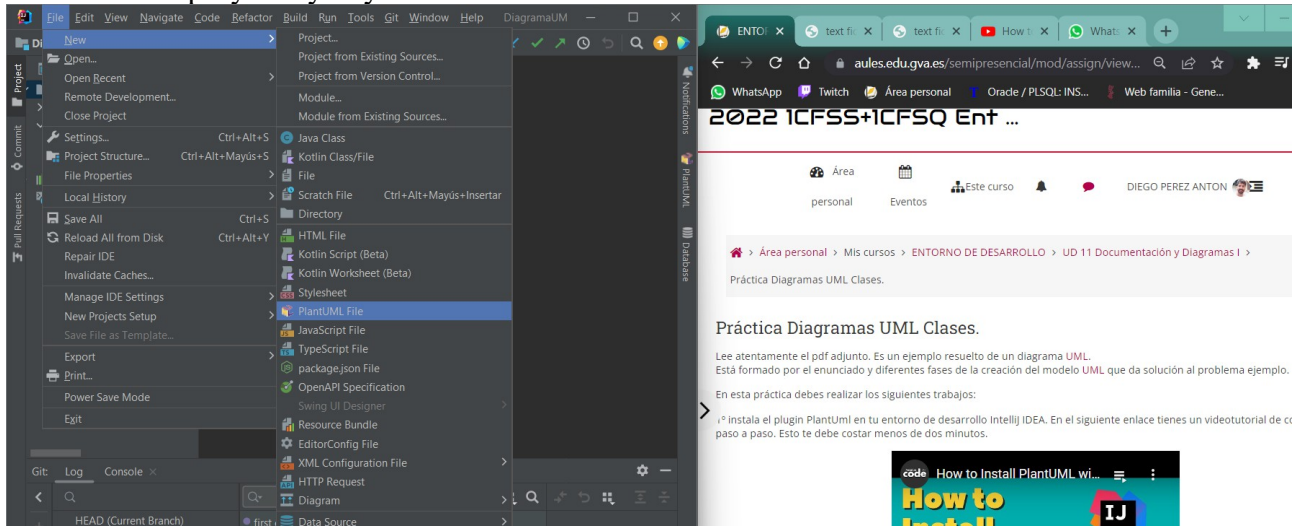 File Edit View Navigate Code Refactor Build Run Tools Git Window Help DiagramaUM
New
Open...
Open Recent
Remote Development...
Close Project
Settings... Ctrl+Alt+S
Project Structure... Ctrl+Alt+Mayús+S
File Properties
Local History
Save All Ctrl+S
Reload All from Disk Ctrl+Alt+Y
Repair IDE
Invalidate Caches...
Manage IDE Settings
New Projects Setup
Save File as Template...
Export
Print...
Power Save Mode
Exit
Project...
Project from Existing Sources...
Project from Version Control...
Module...
Module from Existing Sources...
Java Class
Kotlin Class/File
File
Scratch File Ctrl+Alt+Mayús+Insertar
Directory
HTML File
Kotlin Script (Beta)
Kotlin Worksheet (Beta)
Stylesheet
PlantUML File
JavaScript File
TypeScript File
package.json File
OpenAPI Specification
Swing UI Designer
Resource Bundle
EditorConfig File
XML Configuration File
HTTP Request
Diagram
Data Source
Project
Commit
Pull Requests
Notifications
PlantUML
Database
Git: Log Console
HEAD (Current Branch)
first
ENTO
text fic
text fic
How t
Whats
aules.edu.gva.es/semipresencial/mod/assign/view...
WhatsApp Twitch Área personal Oracle / PLSQL: INS... Web familia - Gene...
2022 1CFSS+1CFSQ Ent ...
Área personal
Eventos
Este curso
DIEGO PEREZ ANTON
> Área personal > Mis cursos > ENTORNO DE DESARROLLO > UD 11 Documentación y Diagramas I >
Práctica Diagramas UML Clases.
Práctica Diagramas UML Clases.
Lee atentamente el pdf adjunto. Es un ejemplo resuelto de un diagrama UML.
Está formado por el enunciado y diferentes fases de la creación del modelo UML que da solución al problema ejemplo.
En esta práctica debes realizar los siguientes trabajos:
instala el plugin PlantUml en tu entorno de desarrollo Intellij IDEA. En el siguiente enlace tienes un videotutorial de
paso a paso. Esto te debe costar menos de dos minutos.
code How to Install PlantUML wi...
How to
Install
IJ